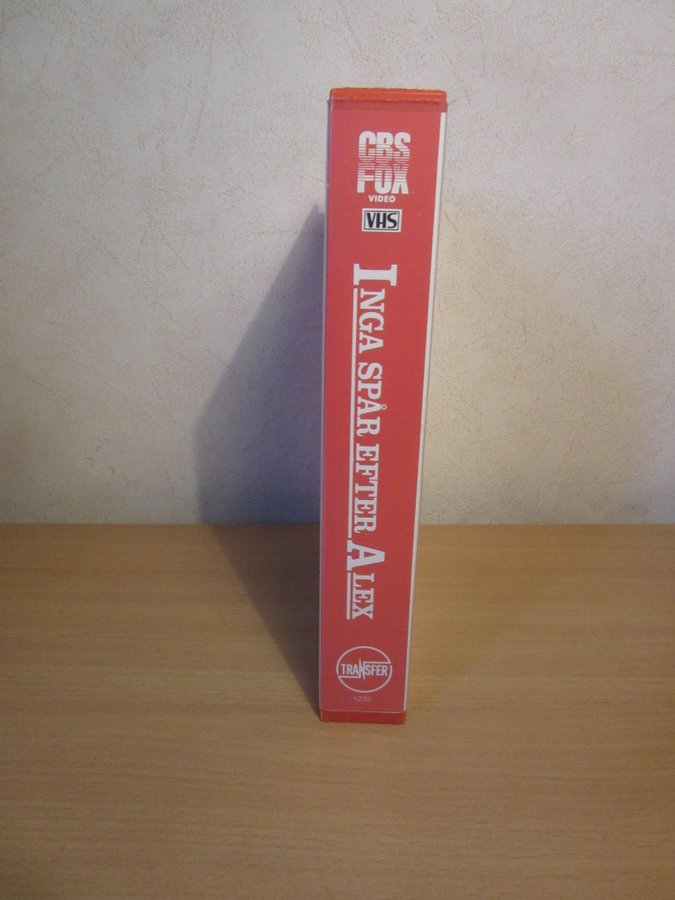 CBS
FOX
VIDEO
VHS
INGA SPÅR EFTER ALEX
TRANSFER
1235